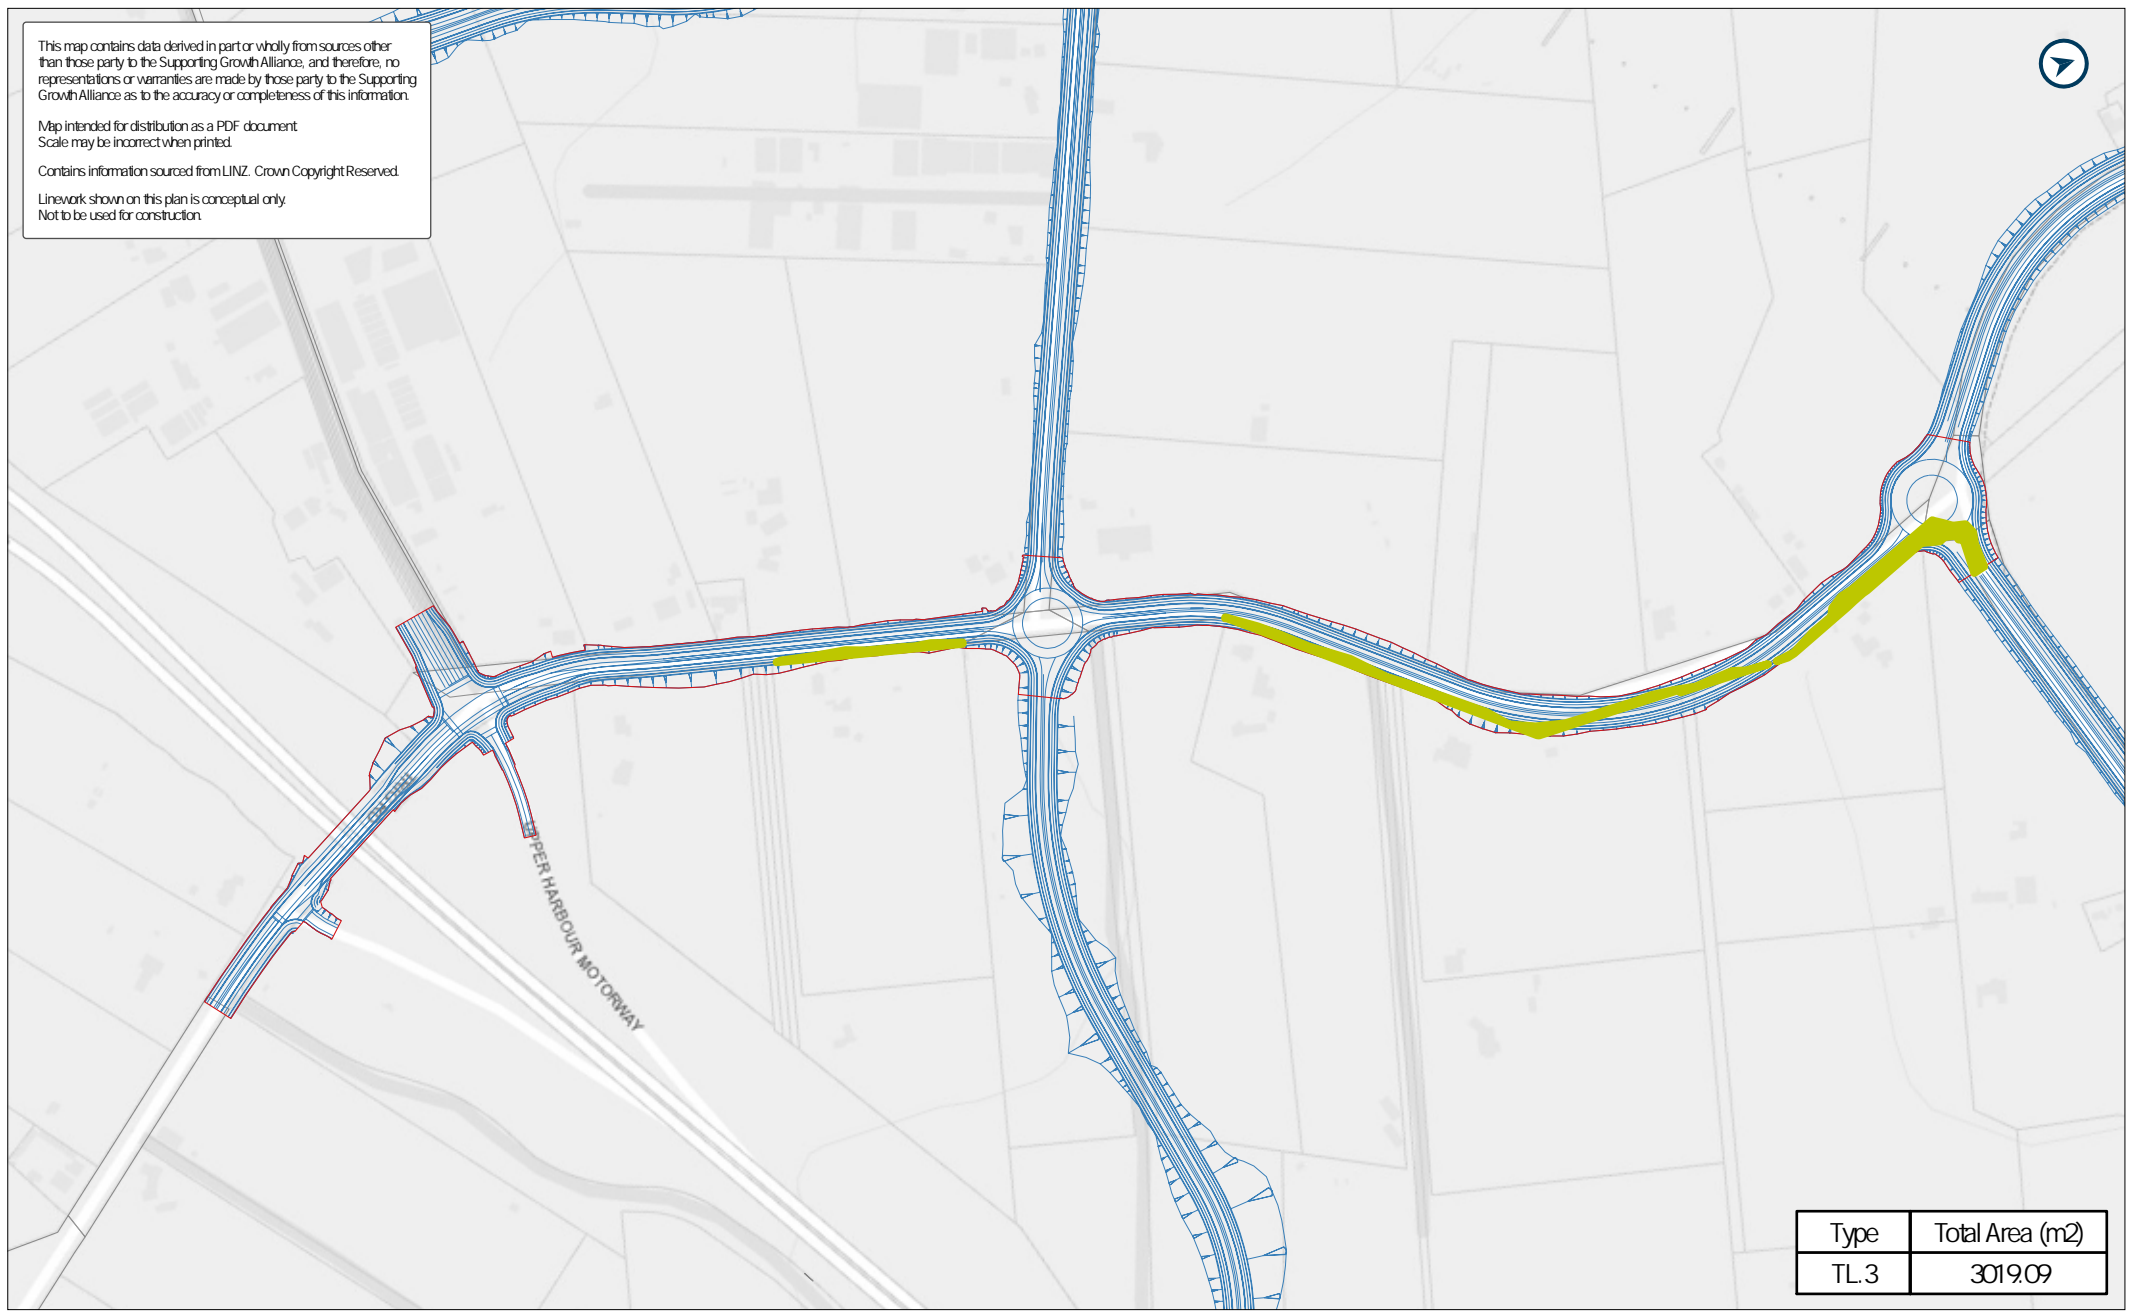 This map contains data derived in part or wholly from sources other
than those party to the Supporting Growth Alliance, and therefore, no
representations or warranties are made by those party to the Supporting
Growth Alliance as to the accuracy or completeness of this information.
Map intended for distribution as a PDF document.
Scale may be incorrect when printed.
Contains information sourced from LINZ. Crown Copyright Reserved.
Linework shown on this plan is conceptual only.
Not to be used for construction.
UPPER HARBOUR MOTORWAY
Type Total Area (m2)
TL.3 3019.09